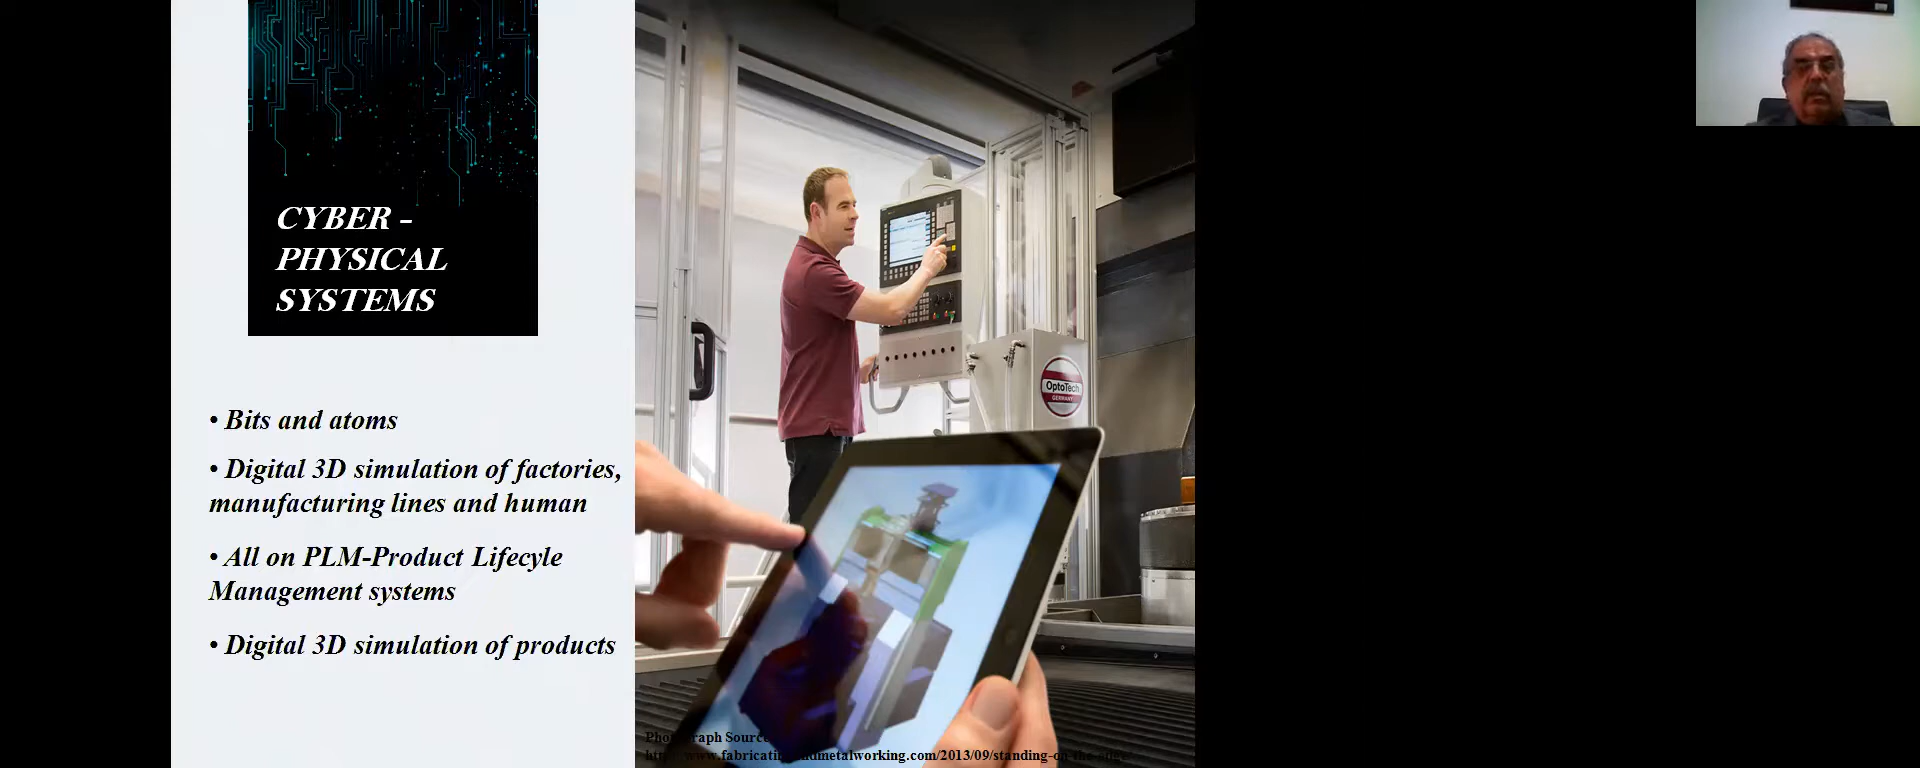 CYBER –
PHYSICAL
SYSTEMS
• Bits and atoms
• Digital 3D simulation of factories,
manufacturing lines and human
• All on PLM-Product Lifecyle
Management systems
• Digital 3D simulation of products
OptoTech
GERMANY